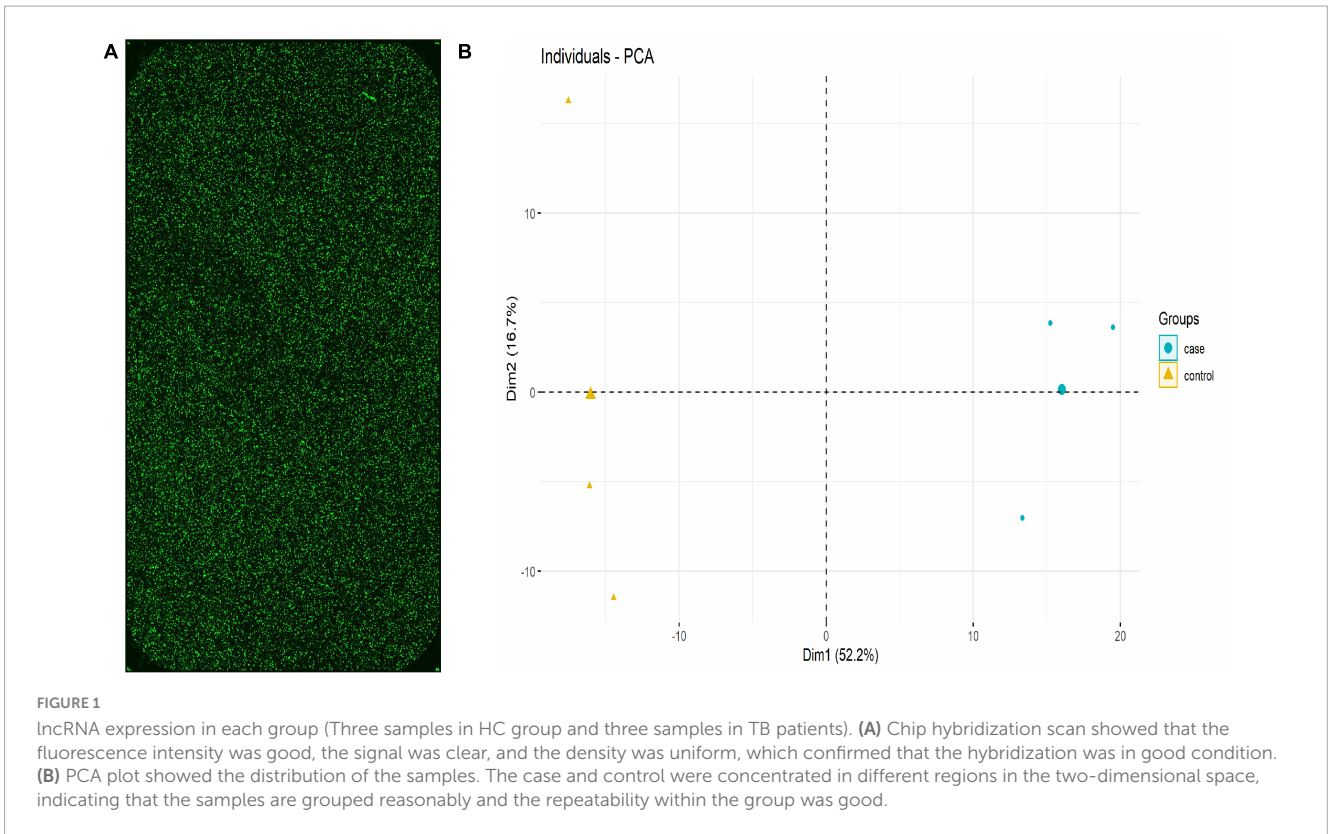 A
B
Individuals - PCA
10
0
-10
Dim2 (16.7%)
-10
0
10
20
Dim1 (52.2%)
Groups
case
control
FIGURE 1
lncRNA expression in each group (Three samples in HC group and three samples in TB patients). (A) Chip hybridization scan showed that the
fluorescence intensity was good, the signal was clear, and the density was uniform, which confirmed that the hybridization was in good condition.
(B) PCA plot showed the distribution of the samples. The case and control were concentrated in different regions in the two-dimensional space,
indicating that the samples are grouped reasonably and the repeatability within the group was good.